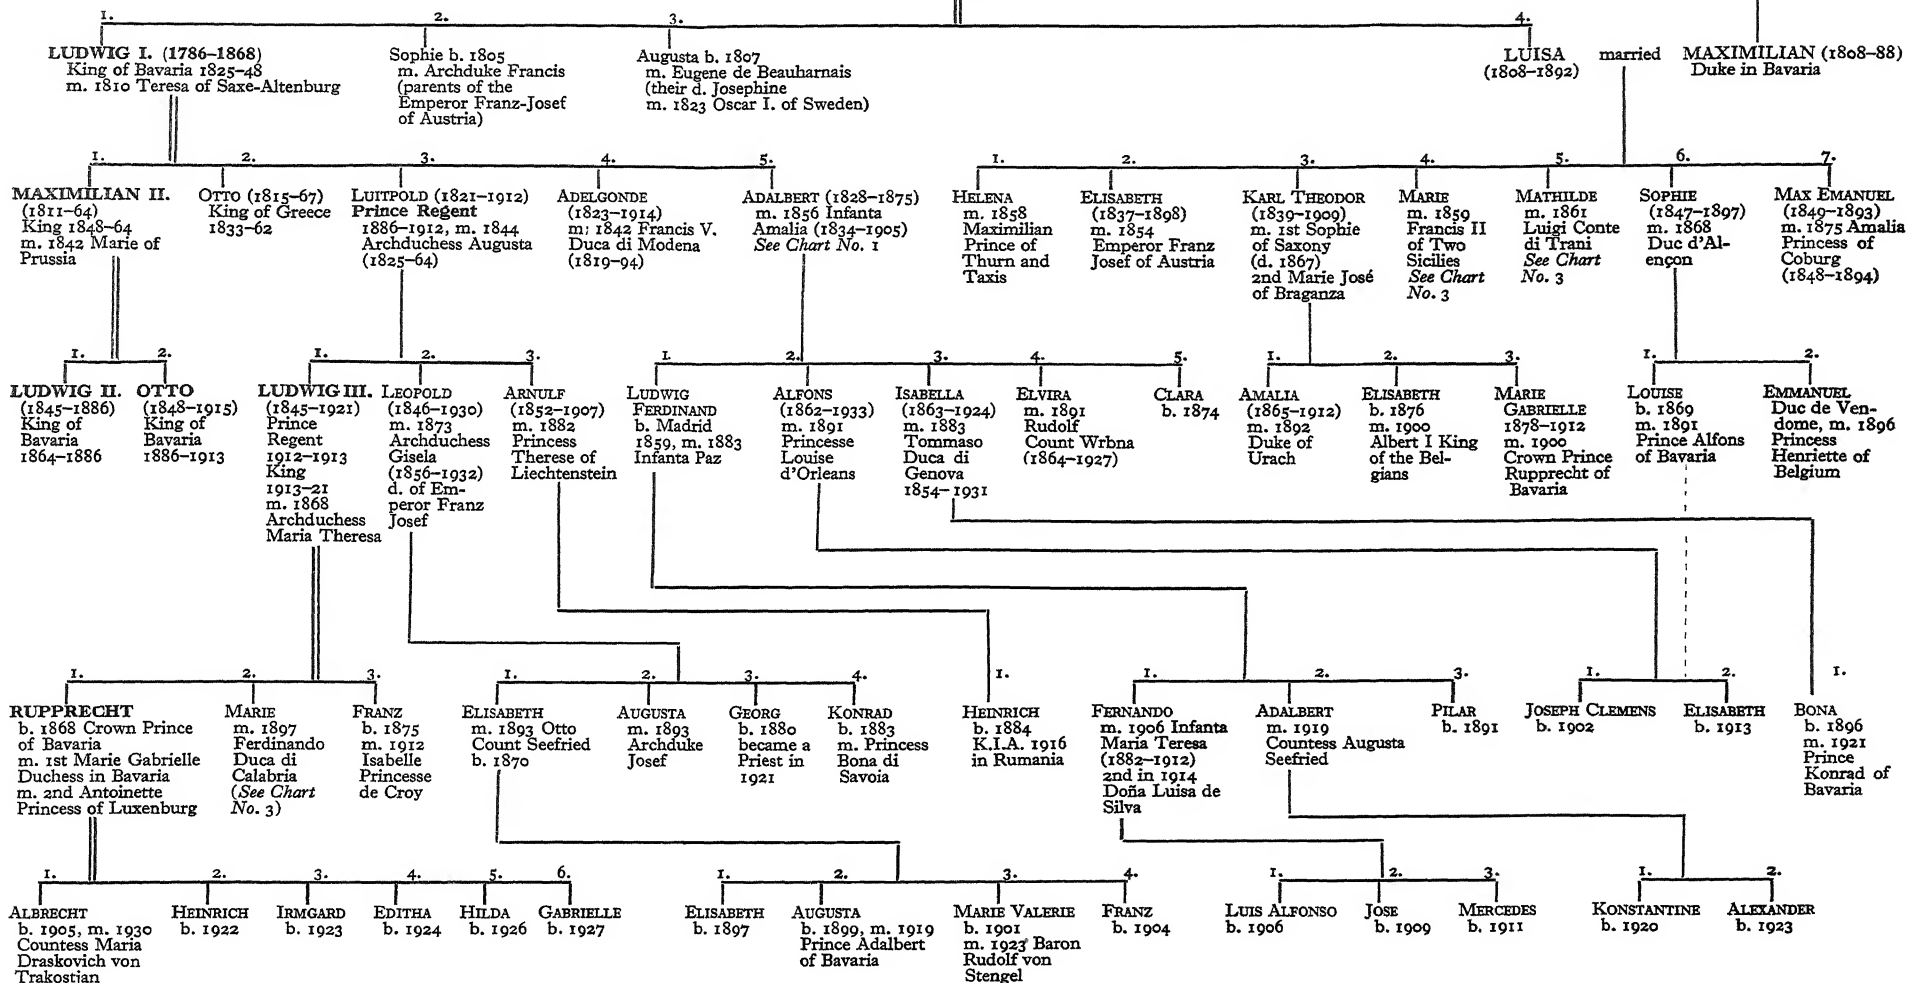 1.
2.
3.
4.
LUDWIG I. (1786–1868)
King of Bavaria 1825–48
m. 1810 Teresa of Saxe-Altenburg
Sophie b. 1805
m. Archduke Francis
(parents of the
Emperor Franz-Josef
of Austria)
Augusta b. 1807
m. Eugene de Beauharnais
(their d. Josephine
m. 1823 Oscar I. of Sweden)
LUISA
(1808–1892)
married
MAXIMILIAN (1808–88)
Duke in Bavaria
1.
2.
3.
4.
5.
1.
2.
3.
4.
5.
6.
7.
MAXIMILIAN II.
(1811–64)
King 1848–64
m. 1842 Marie of
Prussia
OTTO (1815–67)
King of Greece
1833–62
LUITPOLD (1821–1912)
Prince Regent
1886–1912, m. 1844
Archduchess Augusta
(1825–64)
ADELGONDE
(1823–1914)
m; 1842 Francis V.
Duca di Modena
(1819–94)
ADALBERT (1828–1875)
m. 1856 Infanta
Amalia (1834–1905)
See Chart No. 1
HELENA
m. 1858
Maximilian
Prince of
Thurn and
Taxis
ELISABETH
(1837–1898)
m. 1854
Emperor Franz
Josef of Austria
KARL THEODOR
(1839–1909)
m. 1st Sophie
of Saxony
(d. 1867)
2nd Marie José
of Braganza
MARIE
m. 1859
Francis II
of Two
Sicilies
See Chart
No. 3
MATHILDE
m. 1861
Luigi Conte
di Trani
See Chart
No. 3
SOPHIE
(1847–1897)
m. 1868
Duc d'Al-
ençon
MAX EMANUEL
(1849–1893)
m. 1875 Amalia
Princess of
Coburg
(1848–1894)
1.
2.
1.
2.
3.
1.
2.
3.
4.
5.
1.
2.
3.
1.
2.
LUDWIG II.
(1845–1886)
King of
Bavaria
1864–1886
OTTO
(1848–1915)
King of
Bavaria
1886–1913
LUDWIG III.
(1845–1921)
Prince
Regent
1912–1913
King
1913–21
m. 1868
Archduchess
Maria Theresa
LEOPOLD
(1846–1930)
m. 1873
Archduchess
Gisela
(1856–1932)
d. of Em-
peror Franz
Josef
ARNULF
(1852–1907)
m. 1882
Princess
Therese of
Liechtenstein
LUDWIG
FERDINAND
b. Madrid
1859, m. 1883
Infanta Paz
ALFONS
(1862–1933)
m. 1891
Princesse
Louise
d'Orleans
ISABELLA
(1863–1924)
m. 1883
Tommaso
Duca di
Genova
1854–1931
ELVIRA
m. 1891
Rudolf
Count Wrbna
(1864–1927)
CLARA
b. 1874
AMALIA
(1865–1912)
m. 1892
Duke of
Urach
ELISABETH
b. 1876
m. 1900
Albert I King
of the Bel-
gians
MARIE
GABRIELLE
1878–1912
m. 1900
Crown Prince
Rupprecht of
Bavaria
LOUISE
b. 1869
m. 1891
Prince Alfons
of Bavaria
EMMANUEL
Duc de Ven-
dome, m. 1896
Princess
Henriette of
Belgium
1.
2.
3.
1.
2.
3.
4.
1.
1.
2.
3.
1.
2.
1.
RUPPRECHT
b. 1868 Crown Prince
of Bavaria
m. 1st Marie Gabrielle
Duchess in Bavaria
m. 2nd Antoinette
Princess of Luxenburg
MARIE
m. 1897
Ferdinando
Duca di
Calabria
(See Chart
No. 3)
FRANZ
b. 1875
m. 1912
Isabelle
Princesse
de Croy
ELISABETH
m. 1893 Otto
Count Seefried
b. 1870
AUGUSTA
m. 1893
Archduke
Josef
GEORG
b. 1880
became a
Priest in
1921
KONRAD
b. 1883
m. Princess
Bona di
Savoia
HEINRICH
b. 1884
K.I.A. 1916
in Rumania
FERNANDO
m. 1906 Infanta
Maria Teresa
(1882–1912)
2nd in 1914
Doña Luisa de
Silva
ADALBERT
m. 1919
Countess Augusta
Seefried
PILAR
b. 1891
JOSEPH CLEMENS
b. 1902
ELISABETH
b. 1913
BONA
b. 1896
m. 1921
Prince
Konrad of
Bavaria
1.
2.
3.
4.
5.
6.
1.
2.
3.
4.
1.
2.
3.
1.
2.
ALBRECHT
b. 1905, m. 1930
Countess Maria
Draskovich von
Trakostjan
HEINRICH
b. 1922
IRMGARD
b. 1923
EDITHA
b. 1924
HILDA
b. 1926
GABRIELLE
b. 1927
ELISABETH
b. 1897
AUGUSTA
b. 1899, m. 1919
Prince Adalbert
of Bavaria
MARIE VALERIE
b. 1901
m. 1923 Baron
Rudolf von
Stengel
FRANZ
b. 1904
LUIS ALFONSO
b. 1906
JOSE
b. 1909
MERCEDES
b. 1911
KONSTANTINE
b. 1920
ALEXANDER
b. 1923